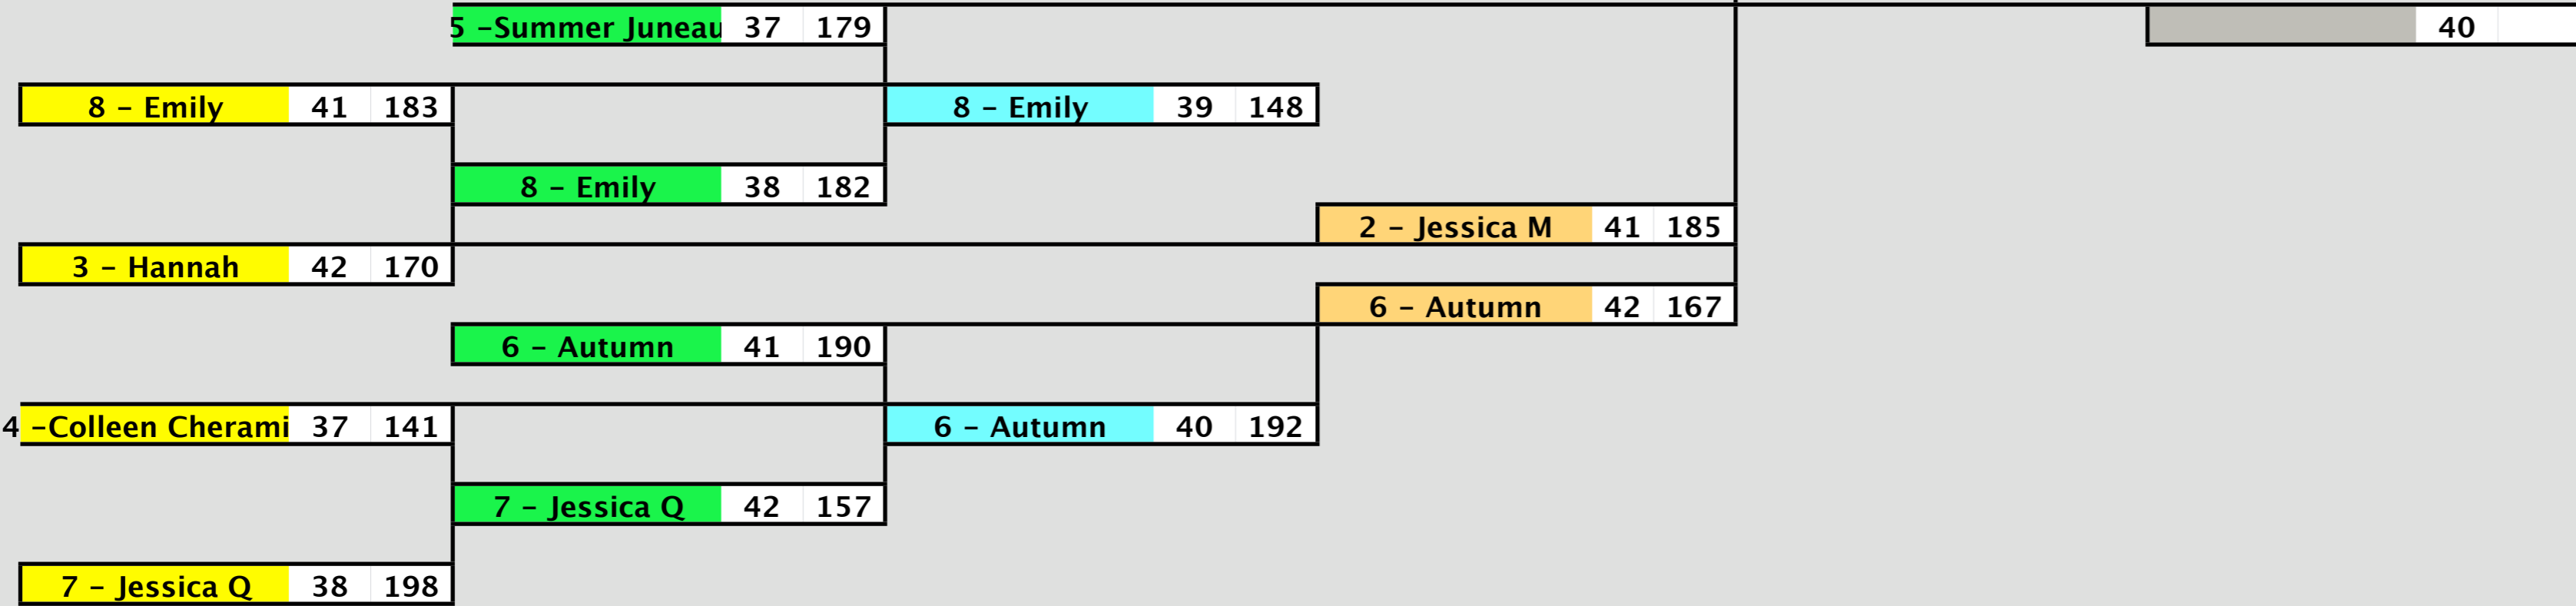 5 –Summer Juneau 37 179
40
8 – Emily 41 183
8 – Emily 39 148
8 – Emily 38 182
2 – Jessica M 41 185
3 – Hannah 42 170
6 – Autumn 42 167
6 – Autumn 41 190
4 –Colleen Cherami 37 141
6 – Autumn 40 192
7 – Jessica Q 42 157
7 – Jessica Q 38 198